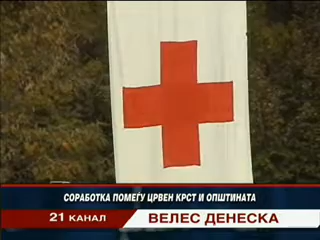 СОРАБОТКА ПОМЕЃУ ЦРВЕН КРСТ И ОПШТИНАТА
21 КАНАЛ ВЕЛЕС ДЕНЕСКА